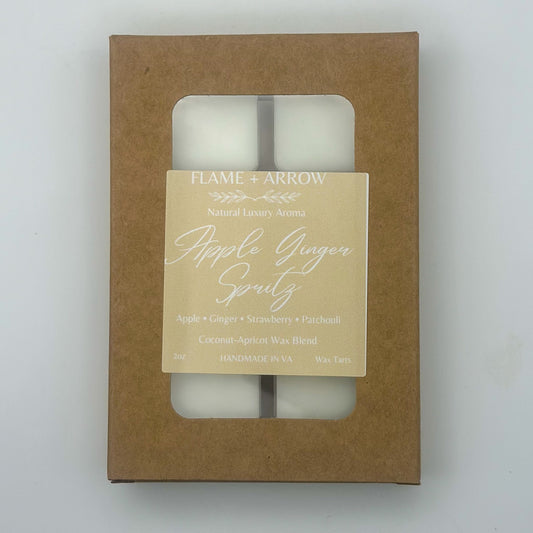 FLAME + ARROW
Natural Luxury Aroma
Apple Ginger
Spritz
Apple • Ginger • Strawberry • Patchouli
Coconut-Apricot Wax Blend
2oz HANDMADE IN VA Wax Tarts